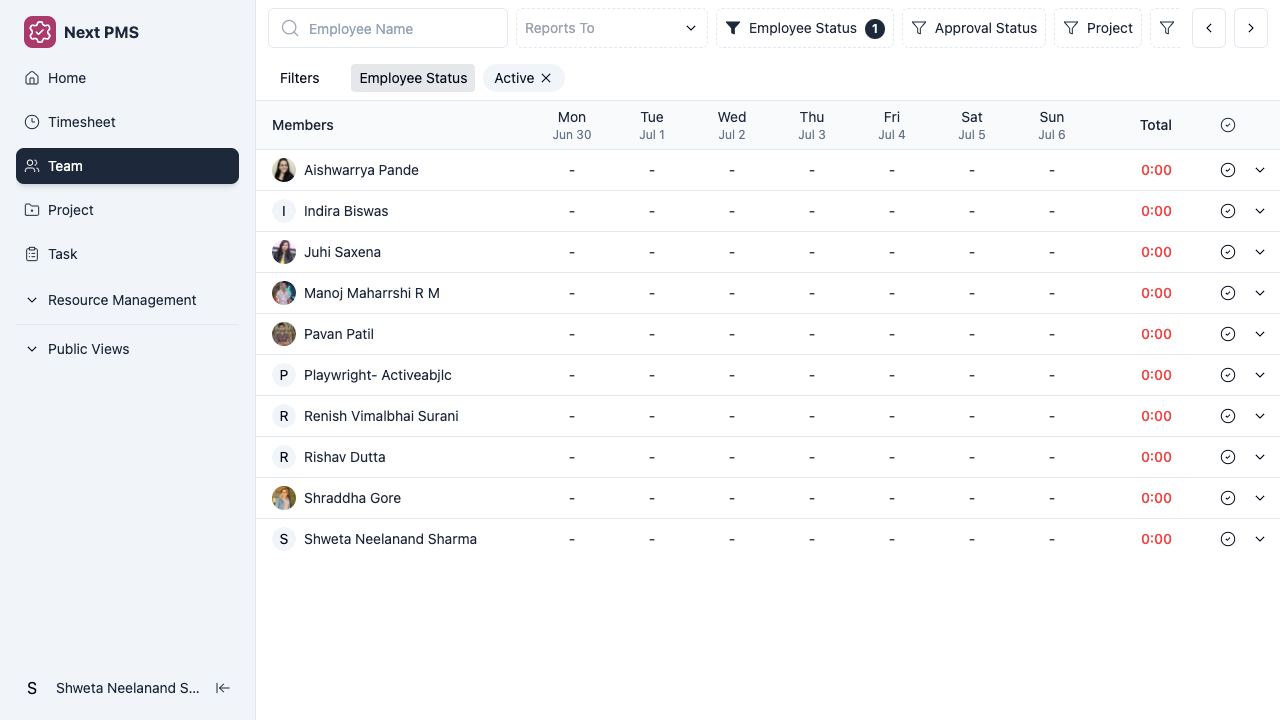 Next PMS
Home
Timesheet
Team
Project
Task
Resource Management
Public Views
S Shweta Neelanand S...
Employee Name Reports To Employee Status 1 Approval Status Project
Filters Employee Status Active
Members Mon Tue Wed Thu Fri Sat Sun Total
Jun 30 Jul 1 Jul 2 Jul 3 Jul 4 Jul 5 Jul 6
Aishwarrya Pande - - - - - - - 0:00
I Indira Biswas - - - - - - - 0:00
Juhi Saxena - - - - - - - 0:00
Manoj Maharrshi R M - - - - - - - 0:00
Pavan Patil - - - - - - - 0:00
P Playwright- Activeabjlc - - - - - - - 0:00
R Renish Vimalbhai Surani - - - - - - - 0:00
R Rishav Dutta - - - - - - - 0:00
Shraddha Gore - - - - - - - 0:00
S Shweta Neelanand Sharma - - - - - - - 0:00